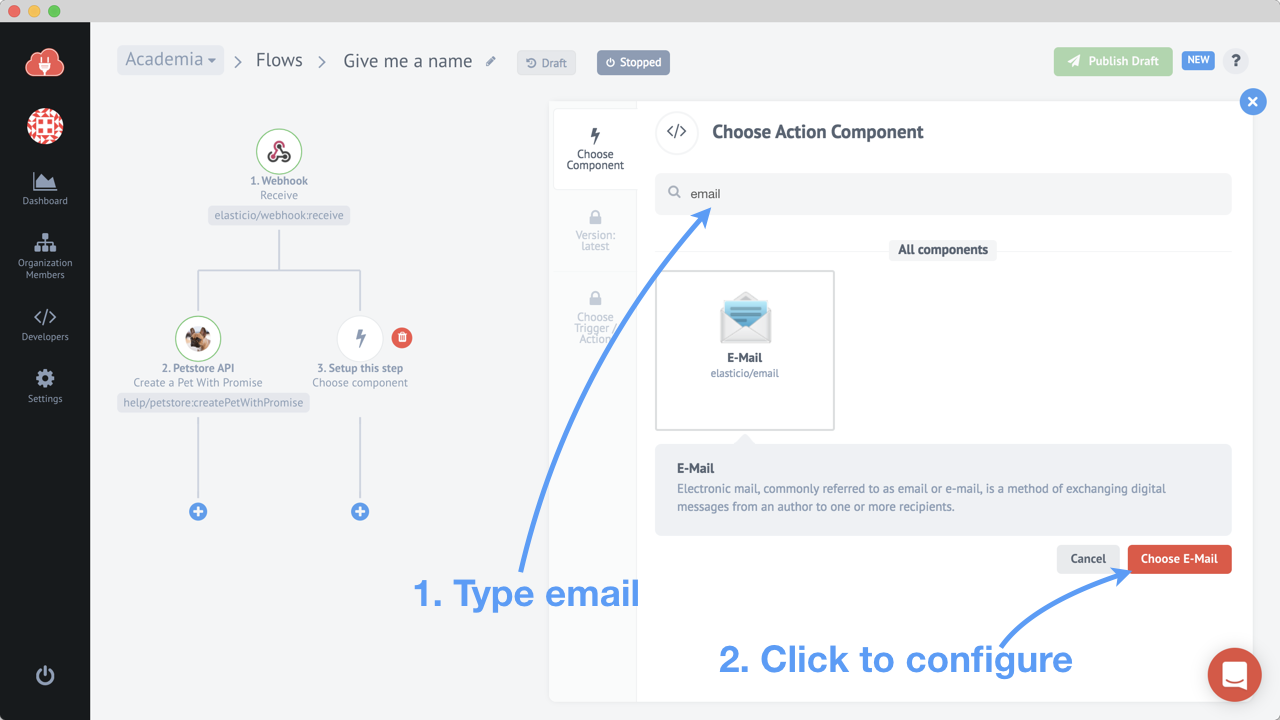 Academia
Flows
Give me a name
Draft
Stopped
Publish Draft
NEW
?
Dashboard
Organization
Members
Developers
Settings
1. Webhook
Receive
elasticio/webhook:receive
2. Petstore API
Create a Pet With Promise
help/petstore:createPetWithPromise
3. Setup this step
Choose component
Choose
Component
Version:
latest
Choose
Trigger /
Action
</> Choose Action Component
email
All components
E-Mail
elasticio/email
E-Mail
Electronic mail, commonly referred to as email or e-mail, is a method of exchanging digital
messages from an author to one or more recipients.
Cancel
Choose E-Mail
1. Type email
2. Click to configure